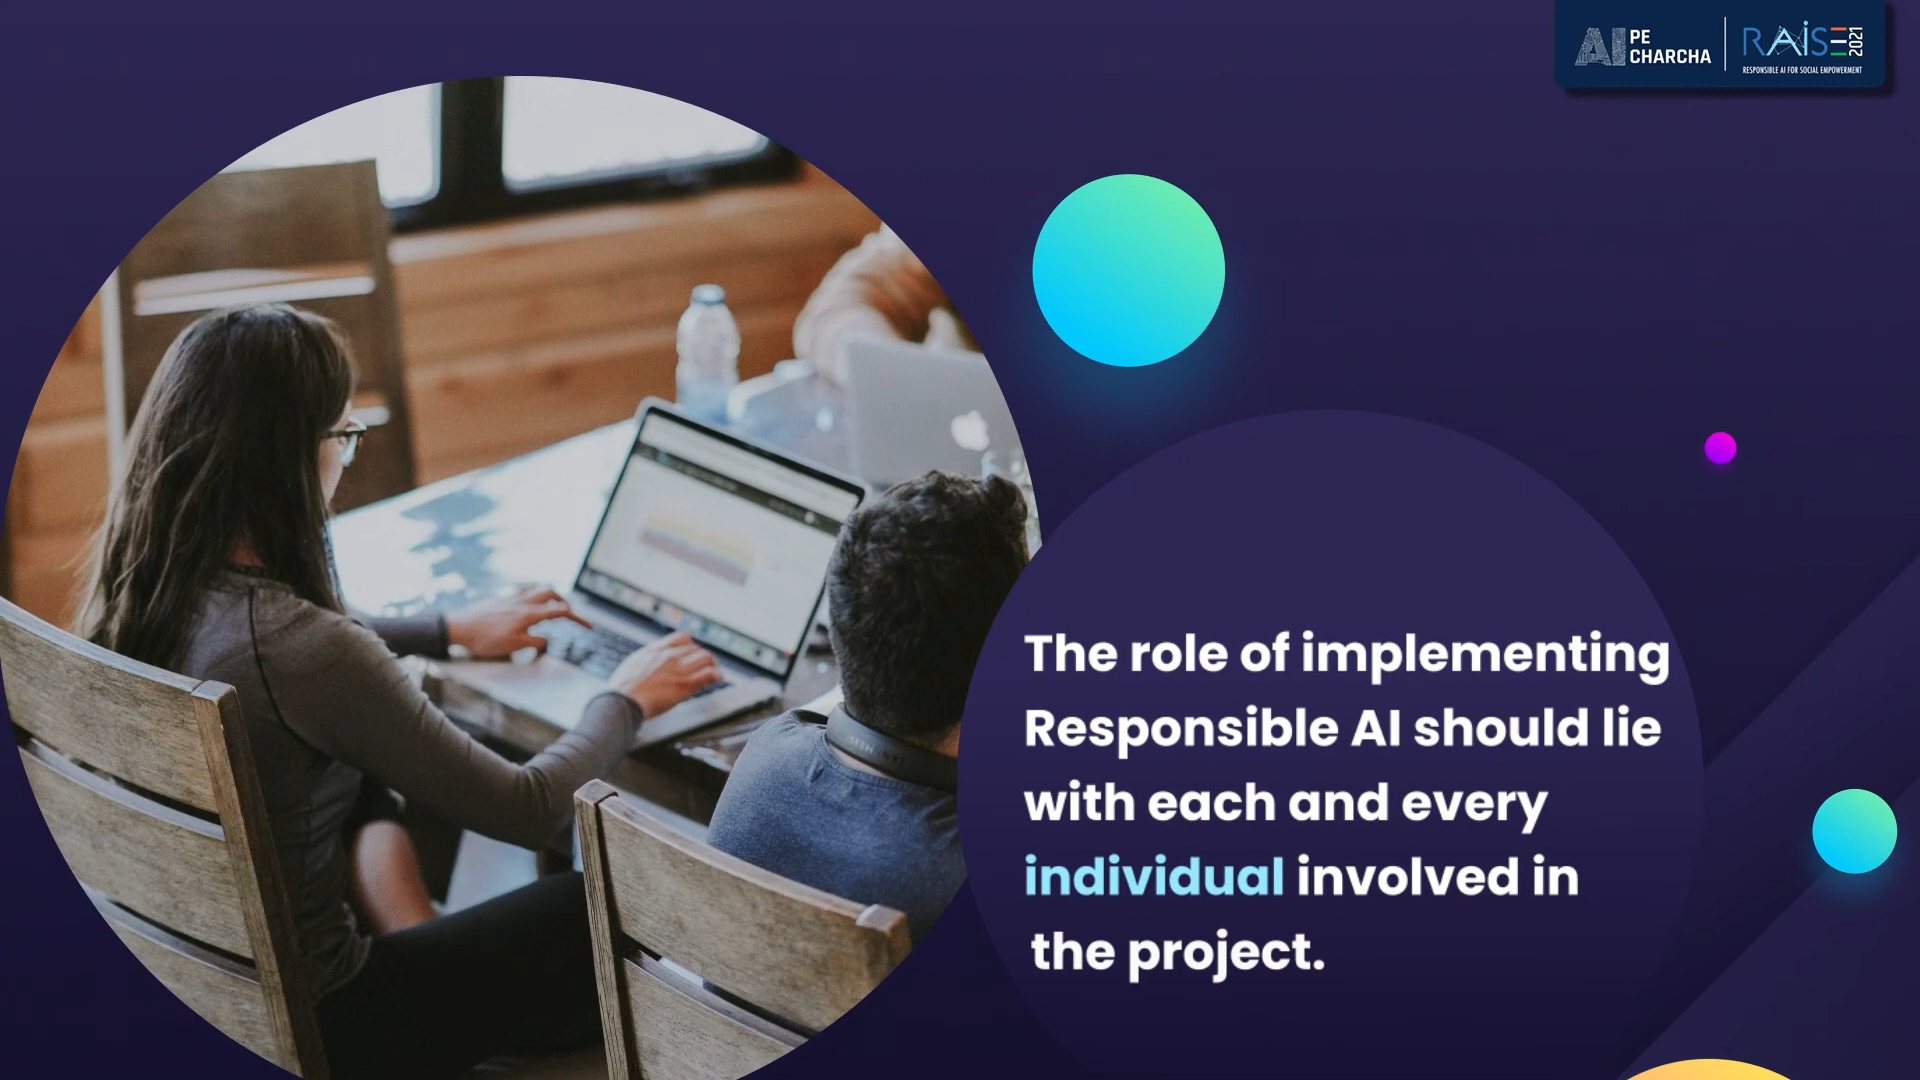 AI PE CHARCHA
RAISE 2021
RESPONSIBLE AI FOR SOCIAL EMPOWERMENT
The role of implementing
Responsible AI should lie
with each and every
individual involved in
the project.